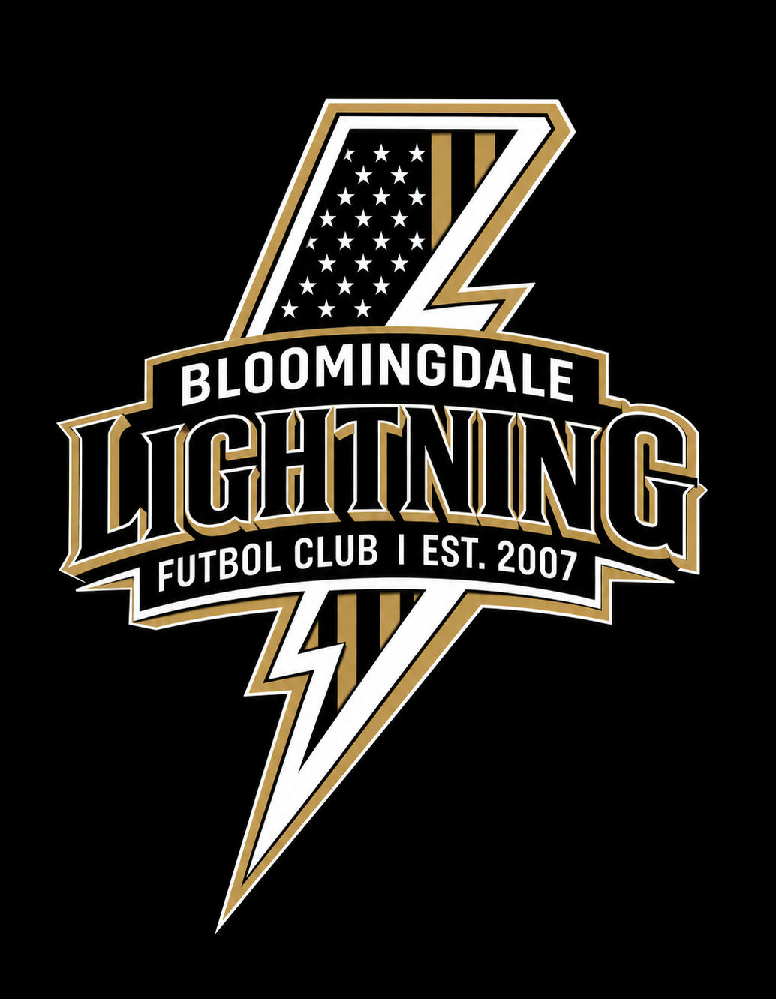 BLOOMINGDALE
LIGHTNING
FUTBOL CLUB | EST. 2007